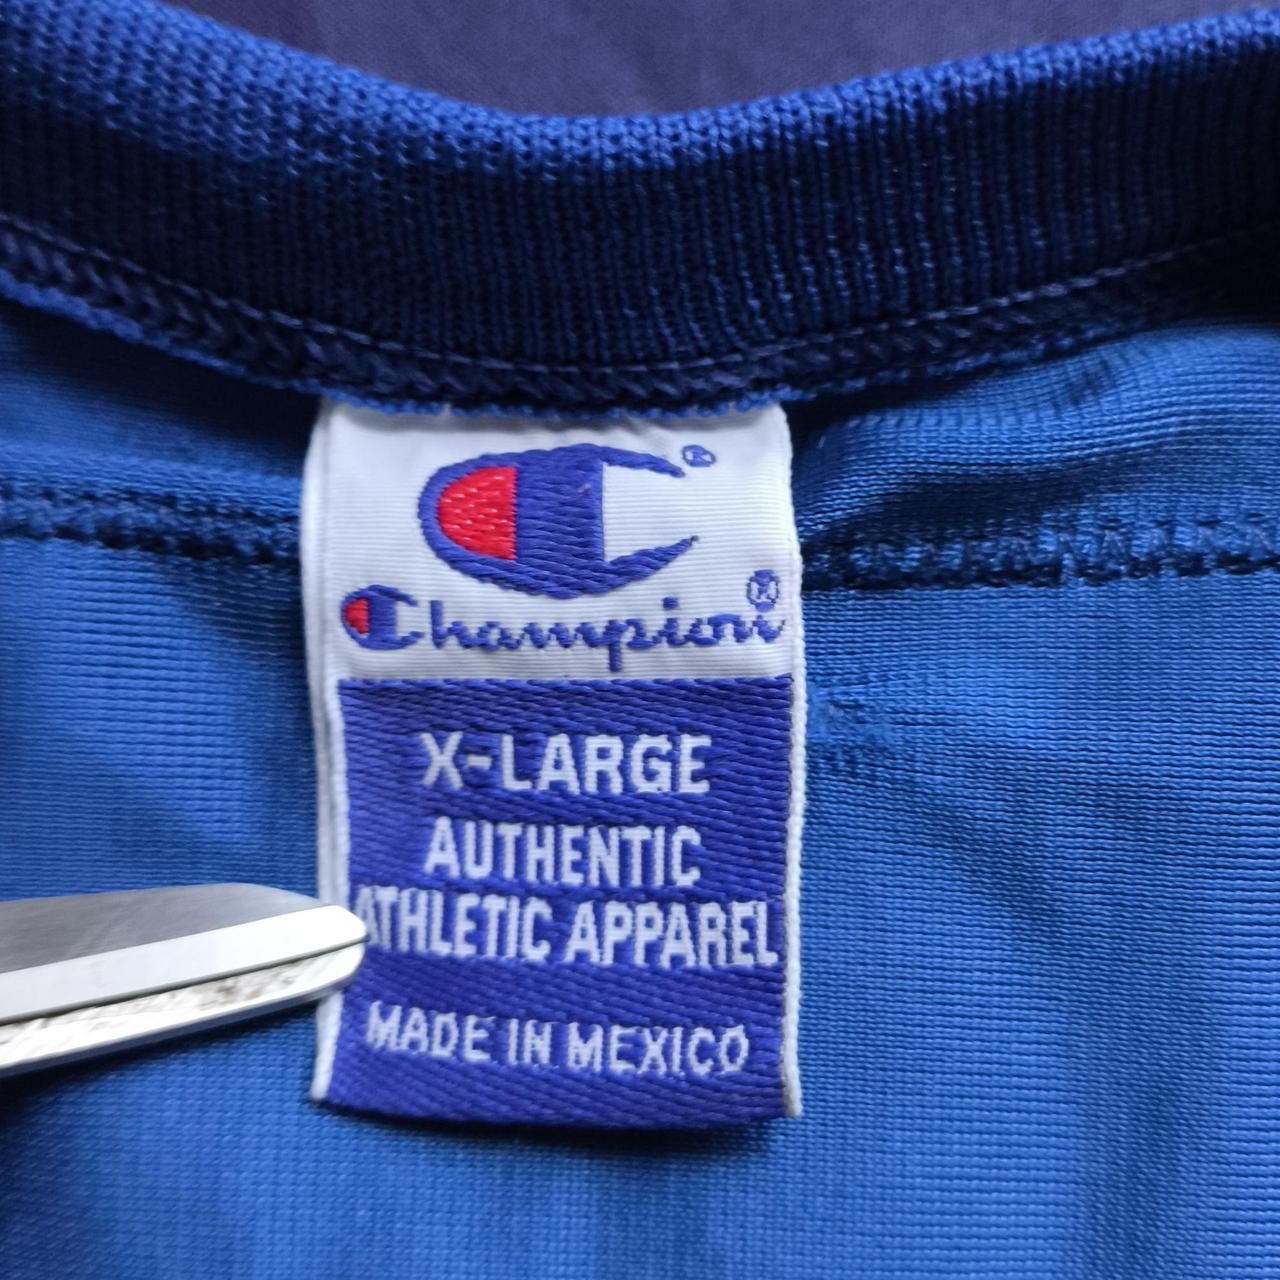 C®
Champion®
X-LARGE
AUTHENTIC
ATHLETIC APPAREL
MADE IN MEXICO